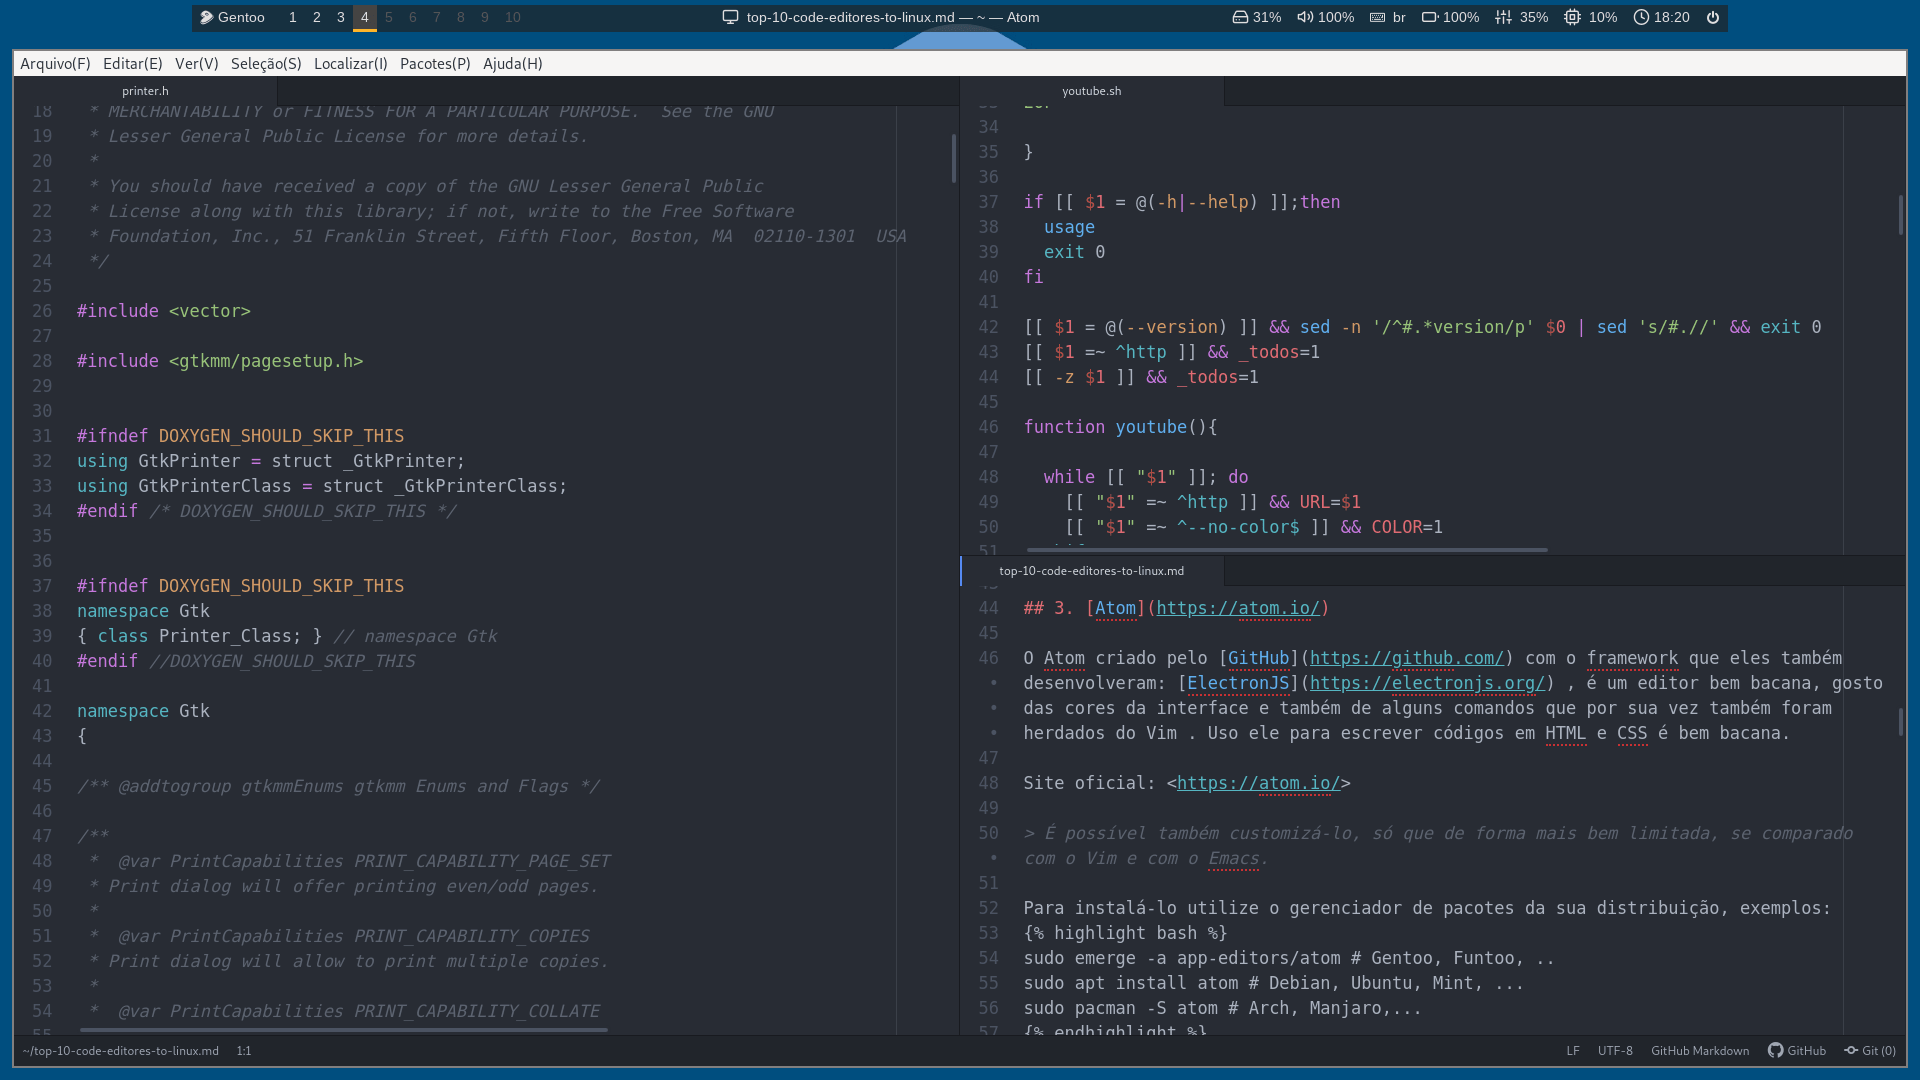 Gentoo 1 2 3 4 5 6 7 8 9 10
top-10-code-editores-to-linux.md — ~ — Atom
31% 100% br 100% 35% 10% 18:20
Arquivo(F) Editar(E) Ver(V) Seleção(S) Localizar(I) Pacotes(P) Ajuda(H)
printer.h
18 * MERCHANTABILITY or FITNESS FOR A PARTICULAR PURPOSE.  See the GNU
19 * Lesser General Public License for more details.
20 *
21 * You should have received a copy of the GNU Lesser General Public
22 * License along with this library; if not, write to the Free Software
23 * Foundation, Inc., 51 Franklin Street, Fifth Floor, Boston, MA  02110-1301  USA
24 */
25
26 #include <vector>
27
28 #include <gtkmm/pagesetup.h>
29
30
31 #ifndef DOXYGEN_SHOULD_SKIP_THIS
32 using GtkPrinter = struct _GtkPrinter;
33 using GtkPrinterClass = struct _GtkPrinterClass;
34 #endif /* DOXYGEN_SHOULD_SKIP_THIS */
35
36
37 #ifndef DOXYGEN_SHOULD_SKIP_THIS
38 namespace Gtk
39 { class Printer_Class; } // namespace Gtk
40 #endif //DOXYGEN_SHOULD_SKIP_THIS
41
42 namespace Gtk
43 {
44
45 /** @addtogroup gtkmmEnums gtkmm Enums and Flags */
46
47 /**
48 *  @var PrintCapabilities PRINT_CAPABILITY_PAGE_SET
49 * Print dialog will offer printing even/odd pages.
50 *
51 *  @var PrintCapabilities PRINT_CAPABILITY_COPIES
52 * Print dialog will allow to print multiple copies.
53 *
54 *  @var PrintCapabilities PRINT_CAPABILITY_COLLATE
55
youtube.sh
34
35 }
36
37 if [[ $1 = @(-h|--help) ]];then
38 usage
39 exit 0
40 fi
41
42 [[ $1 = @(--version) ]] && sed -n '/^#.*version/p' $0 | sed 's/#.//' && exit 0
43 [[ $1 =~ ^http ]] && _todos=1
44 [[ -z $1 ]] && _todos=1
45
46 function youtube(){
47
48 while [[ "$1" ]]; do
49 [[ "$1" =~ ^http ]] && URL=$1
50 [[ "$1" =~ ^--no-color$ ]] && COLOR=1
51
top-10-code-editores-to-linux.md
44 ## 3. [Atom](https://atom.io/)
45
46 O Atom criado pelo [GitHub](https://github.com/) com o framework que eles também
• desenvolveram: [ElectronJS](https://electronjs.org/) , é um editor bem bacana, gosto
• das cores da interface e também de alguns comandos que por sua vez também foram
• herdados do Vim . Uso ele para escrever códigos em HTML e CSS é bem bacana.
47
48 Site oficial: <https://atom.io/>
49
50 > É possível também customizá-lo, só que de forma mais bem limitada, se comparado
• com o Vim e com o Emacs.
51
52 Para instalá-lo utilize o gerenciador de pacotes da sua distribuição, exemplos:
53 {% highlight bash %}
54 sudo emerge -a app-editors/atom # Gentoo, Funtoo, ..
55 sudo apt install atom # Debian, Ubuntu, Mint, ...
56 sudo pacman -S atom # Arch, Manjaro,...
57 {% endhighlight %}
~/top-10-code-editores-to-linux.md 1:1
LF UTF-8 GitHub Markdown GitHub Git (0)